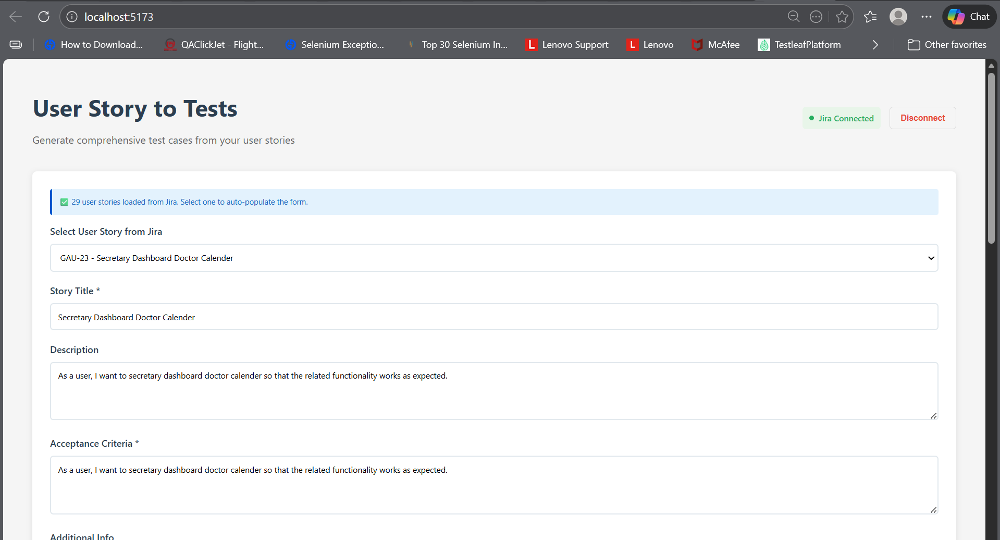 localhost:5173
Chat
How to Download...
QAClickJet - Flight...
Selenium Exceptio...
Top 30 Selenium In...
Lenovo Support
Lenovo
McAfee
TestleafPlatform
Other favorites
User Story to Tests
Generate comprehensive test cases from your user stories
Jira Connected
Disconnect
29 user stories loaded from Jira. Select one to auto-populate the form.
Select User Story from Jira
GAU-23 - Secretary Dashboard Doctor Calender
Story Title *
Secretary Dashboard Doctor Calender
Description
As a user, I want to secretary dashboard doctor calender so that the related functionality works as expected.
Acceptance Criteria *
As a user, I want to secretary dashboard doctor calender so that the related functionality works as expected.
Additional Info